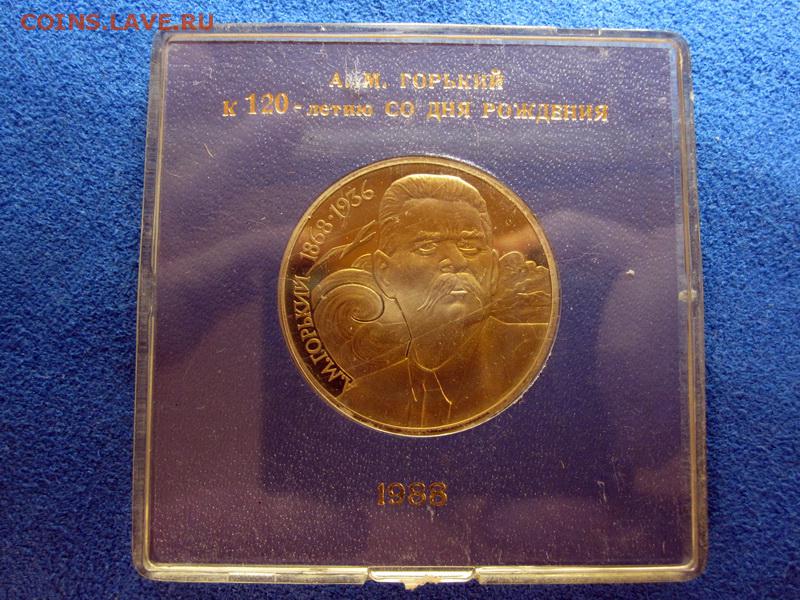 COINS.LAVE.RU
А. М. ГОРЬКИЙ
К 120-летию СО ДНЯ РОЖДЕНИЯ
А.М.ГОРЬКИЙ 1868·1936
1988